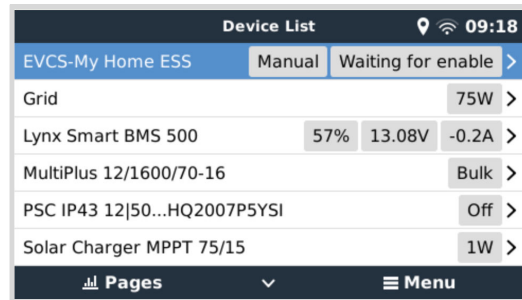 Device List 09:18
EVCS-My Home ESS Manual Waiting for enable
Grid 75W
Lynx Smart BMS 500 57% 13.08V -0.2A
MultiPlus 12/1600/70-16 Bulk
PSC IP43 12|50...HQ2007P5YSI Off
Solar Charger MPPT 75/15 1W
Pages Menu